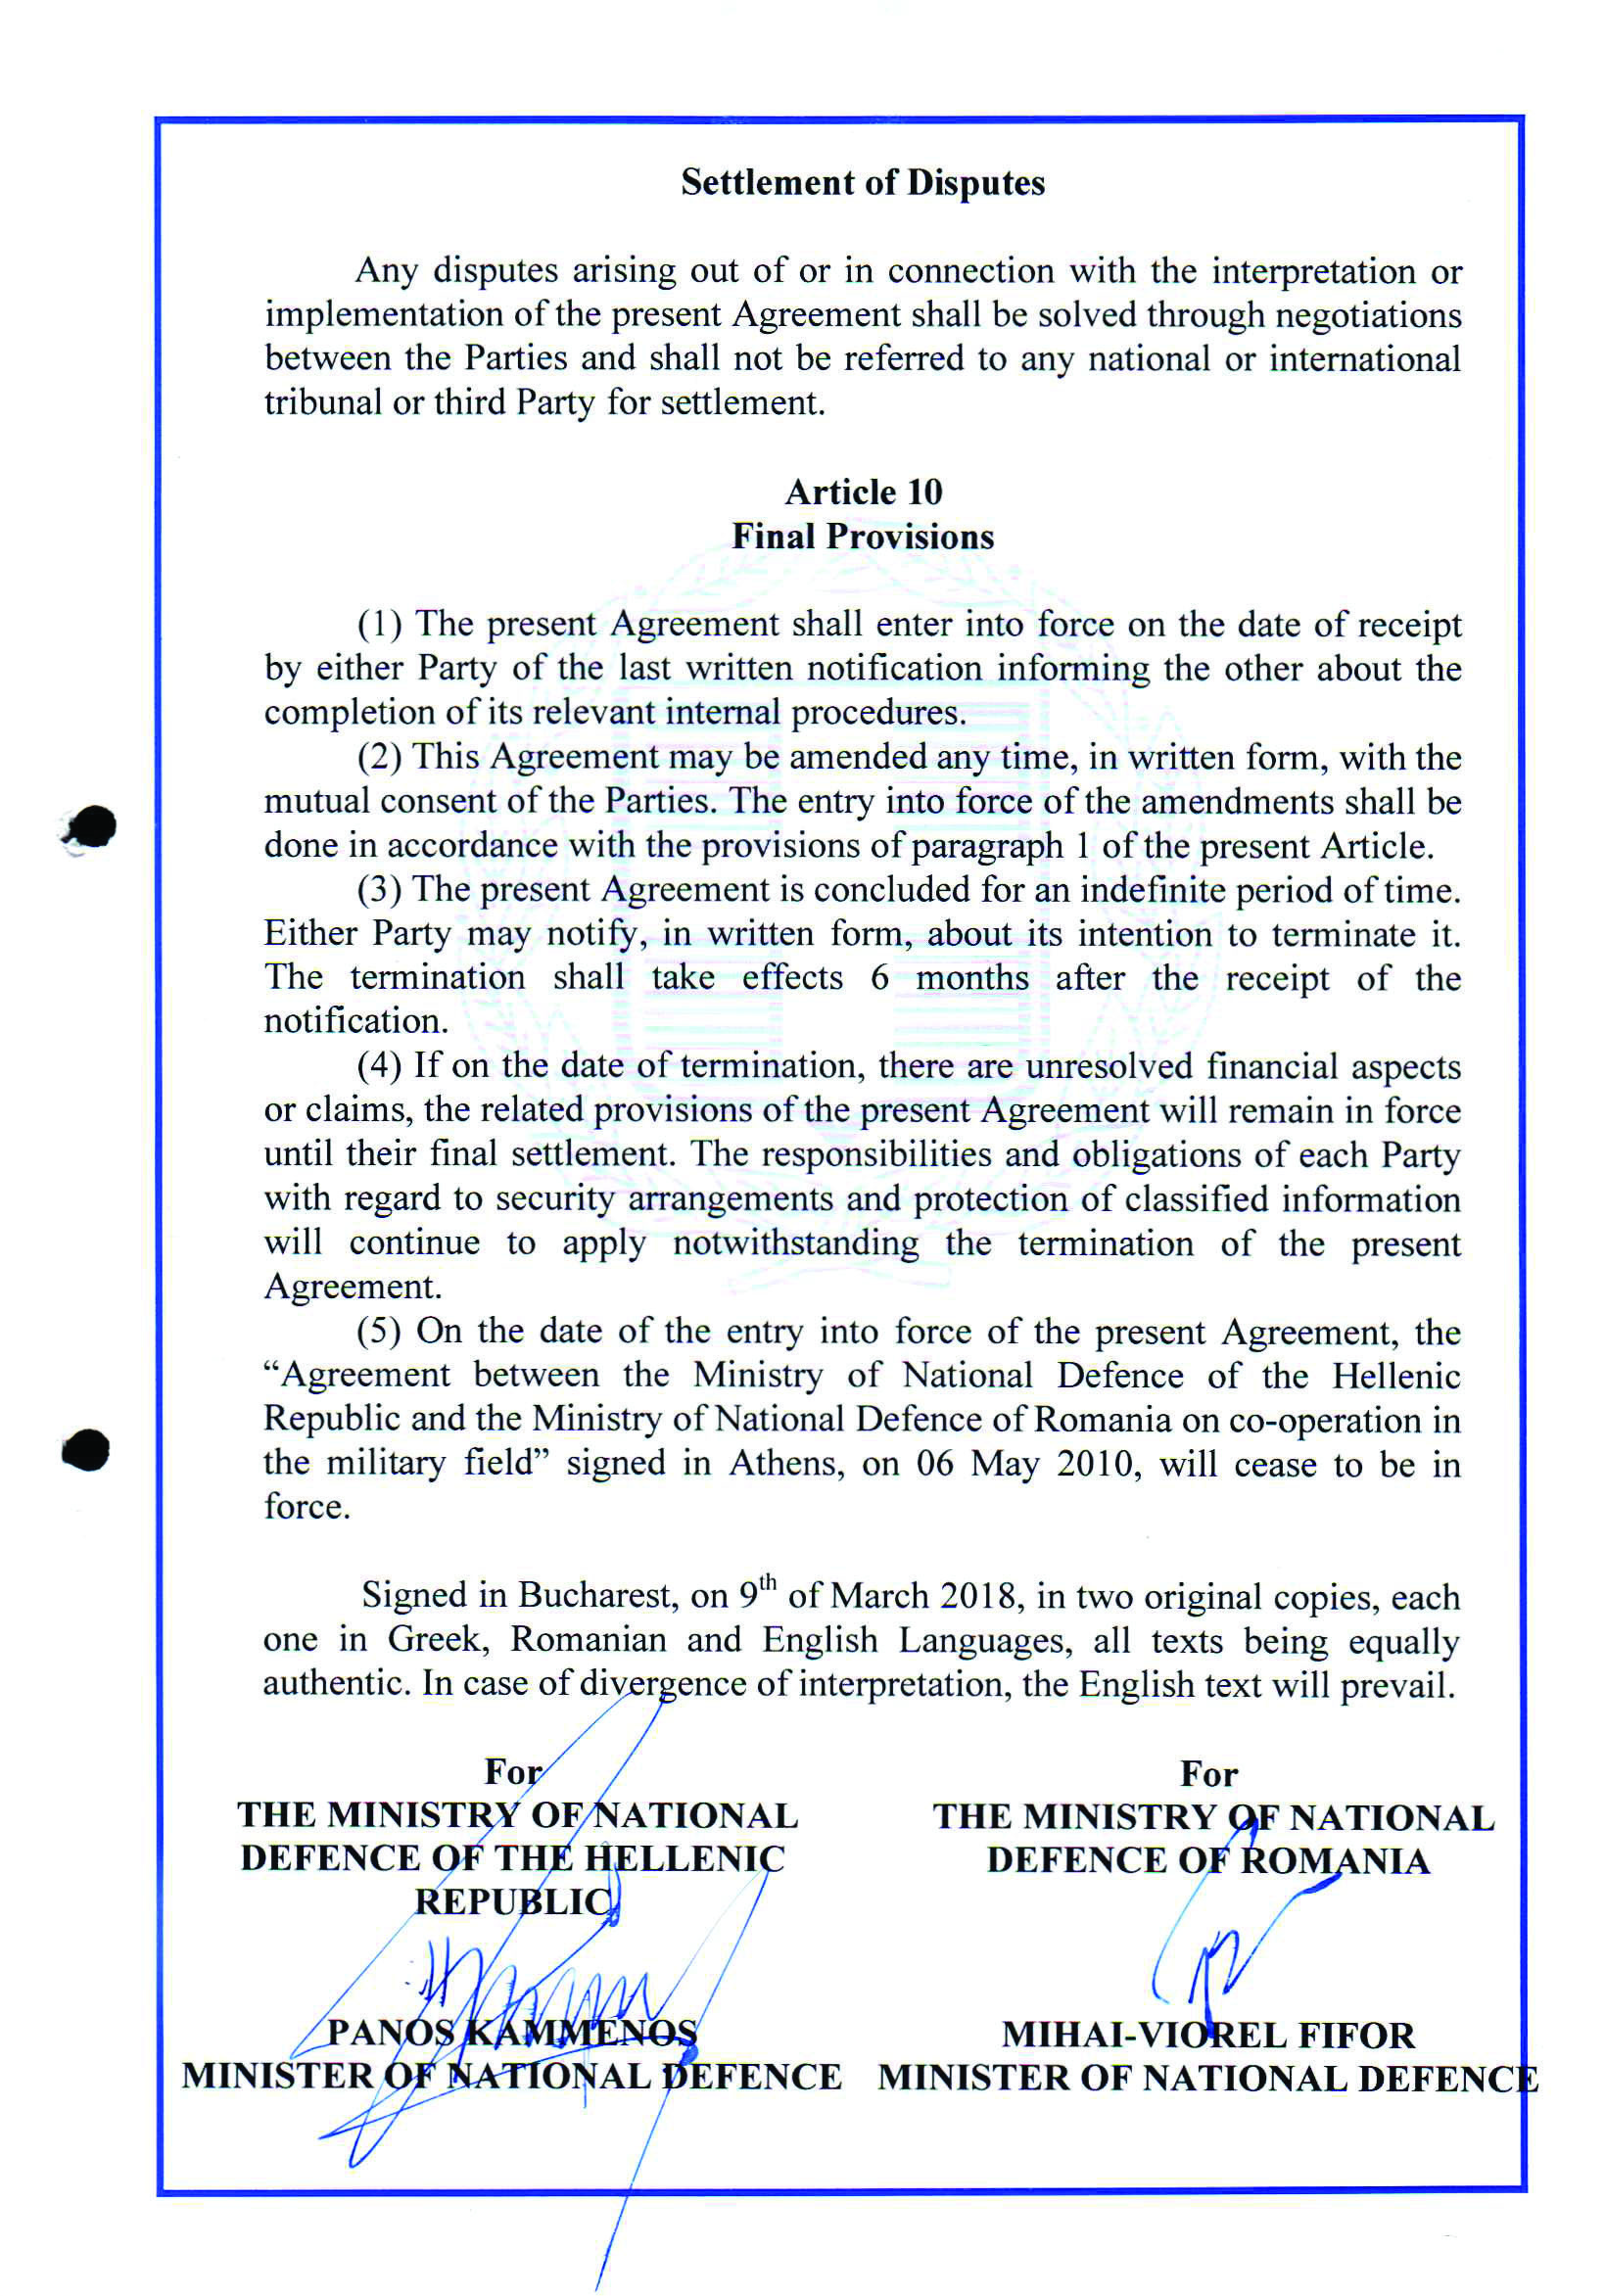 Settlement of Disputes
Any disputes arising out of or in connection with the interpretation or
implementation of the present Agreement shall be solved through negotiations
between the Parties and shall not be referred to any national or international
tribunal or third Party for settlement.
Article 10
Final Provisions
(1) The present Agreement shall enter into force on the date of receipt
by either Party of the last written notification informing the other about the
completion of its relevant internal procedures.
(2) This Agreement may be amended any time, in written form, with the
mutual consent of the Parties. The entry into force of the amendments shall be
done in accordance with the provisions of paragraph 1 of the present Article.
(3) The present Agreement is concluded for an indefinite period of time.
Either Party may notify, in written form, about its intention to terminate it.
The termination shall take effects 6 months after the receipt of the
notification.
(4) If on the date of termination, there are unresolved financial aspects
or claims, the related provisions of the present Agreement will remain in force
until their final settlement. The responsibilities and obligations of each Party
with regard to security arrangements and protection of classified information
will continue to apply notwithstanding the termination of the present
Agreement.
(5) On the date of the entry into force of the present Agreement, the
“Agreement between the Ministry of National Defence of the Hellenic
Republic and the Ministry of National Defence of Romania on co-operation in
the military field” signed in Athens, on 06 May 2010, will cease to be in
force.
Signed in Bucharest, on 9th of March 2018, in two original copies, each
one in Greek, Romanian and English Languages, all texts being equally
authentic. In case of divergence of interpretation, the English text will prevail.
For
THE MINISTRY OF NATIONAL
DEFENCE OF THE HELLENIC
REPUBLIC
PANOS KAMMENOS
MINISTER OF NATIONAL DEFENCE
For
THE MINISTRY OF NATIONAL
DEFENCE OF ROMANIA
MIHAI-VIOREL FIFOR
MINISTER OF NATIONAL DEFENCE